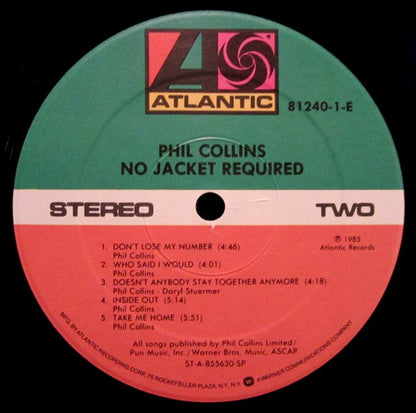 ATLANTIC
81240-1-E
PHIL COLLINS
NO JACKET REQUIRED
STEREO
TWO
℗ 1985
Atlantic Records
1. DON'T LOSE MY NUMBER (4:46)
Phil Collins
2. WHO SAID I WOULD (4:01)
Phil Collins
3. DOESN'T ANYBODY STAY TOGETHER ANYMORE (4:18)
Phil Collins - Daryl Stuermer
4. INSIDE OUT (5:14)
Phil Collins
5. TAKE ME HOME (5:51)
Phil Collins
All songs published by Phil Collins Limited/
Pun Music, Inc./Warner Bros. Music, ASCAP.
ST-A-855630-SP
MFG. BY ATLANTIC RECORDING CORP. 75 ROCKEFELLER PLAZA, N.Y., N.Y. A WARNER COMMUNICATIONS COMPANY